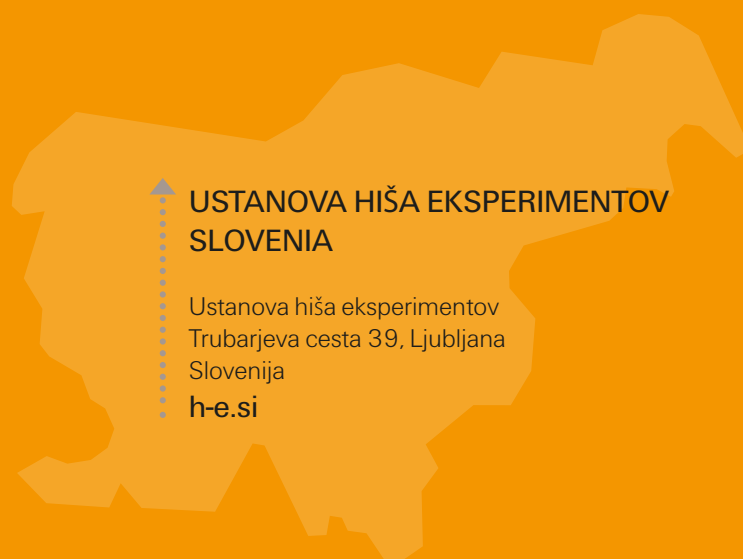 USTANOVA HIŠA EKSPERIMENTOV
SLOVENIA
Ustanova hiša eksperimentov
Trubarjeva cesta 39, Ljubljana
Slovenija
h-e.si